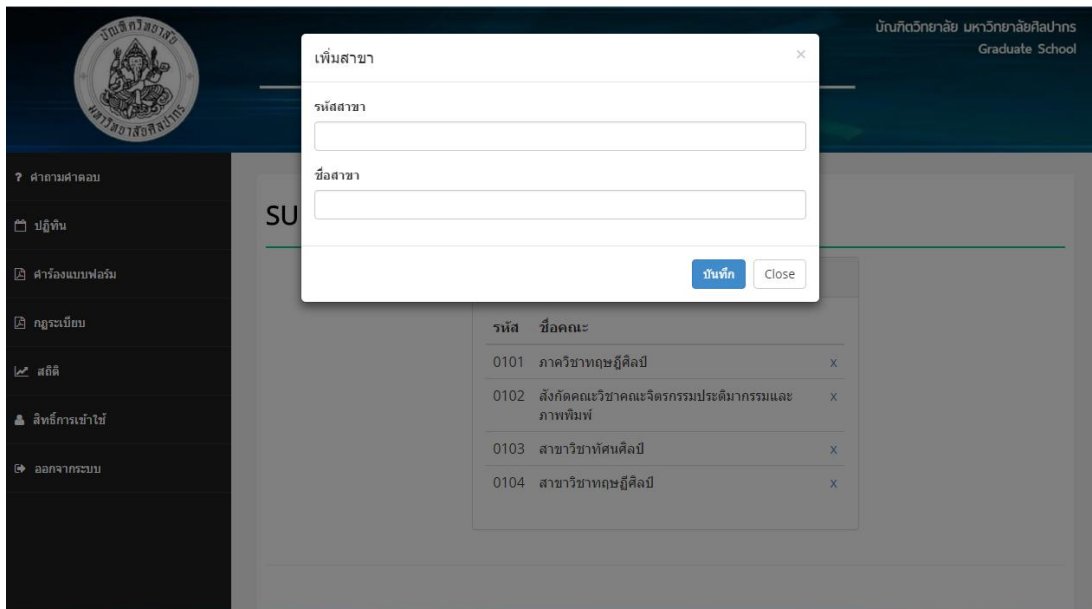 บัณฑิตวิทยาลัย
มหาวิทยาลัยศิลปากร
บัณฑิตวิทยาลัย มหาวิทยาลัยศิลปากร
Graduate School
เพิ่มสาขา
×
รหัสสาขา
ชื่อสาขา
บันทึก Close
? คำถามคำตอบ
ปฏิทิน
คำร้องแบบฟอร์ม
กฎระเบียบ
สถิติ
สิทธิ์การเข้าใช้
ออกจากระบบ
SU
รหัส ชื่อคณะ
0101 ภาควิชาทฤษฎีศิลป์ x
0102 สังกัดคณะวิชาคณะจิตรกรรมประติมากรรมและ x
ภาพพิมพ์
0103 สาขาวิชาทัศนศิลป์ x
0104 สาขาวิชาทฤษฎีศิลป์ x